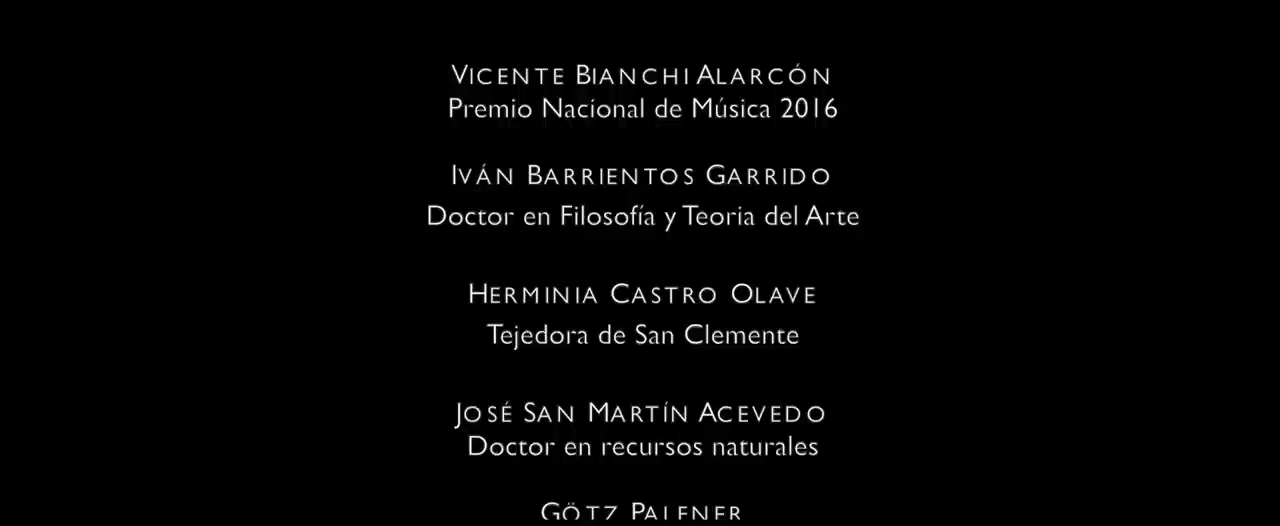 VICENTE BIANCHI ALARCÓN
Premio Nacional de Música 2016
IVÁN BARRIENTOS GARRIDO
Doctor en Filosofía y Teoria del Arte
HERMINIA CASTRO OLAVE
Tejedora de San Clemente
JOSÉ SAN MARTÍN ACEVEDO
Doctor en recursos naturales
GÖTZ